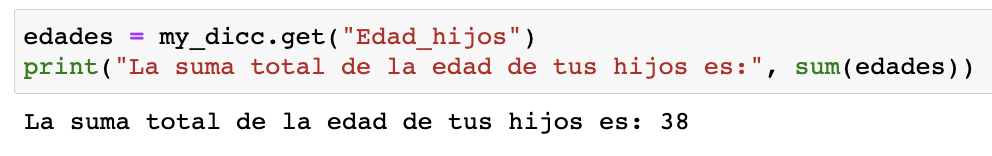 edades = my_dicc.get("Edad_hijos")
print("La suma total de la edad de tus hijos es:", sum(edades))
La suma total de la edad de tus hijos es: 38